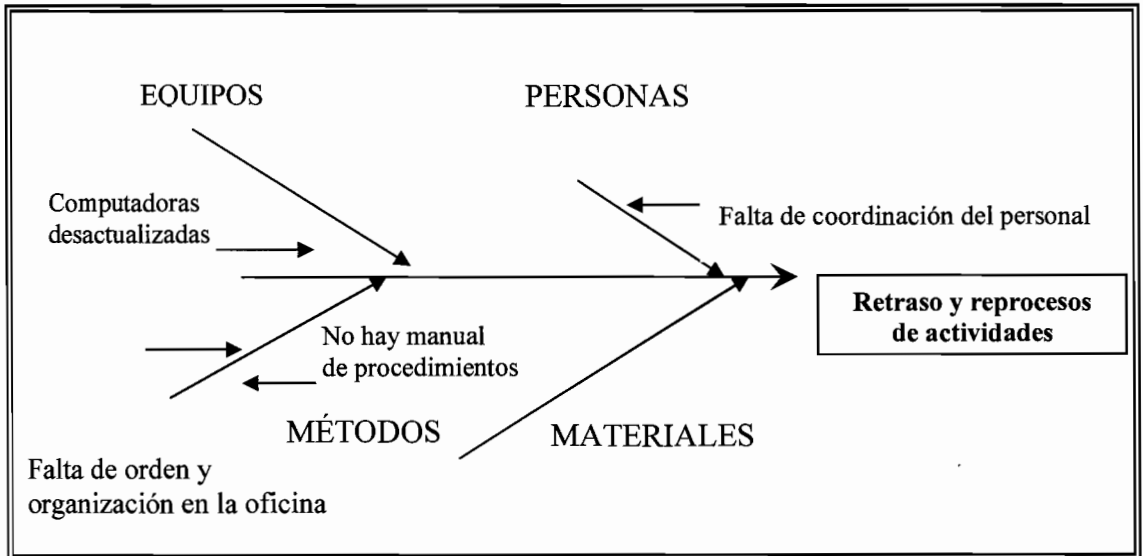 EQUIPOS
PERSONAS
Computadoras
desactualizadas
Falta de coordinación del personal
Retraso y reprocesos
de actividades
No hay manual
de procedimientos
MÉTODOS
MATERIALES
Falta de orden y
organización en la oficina